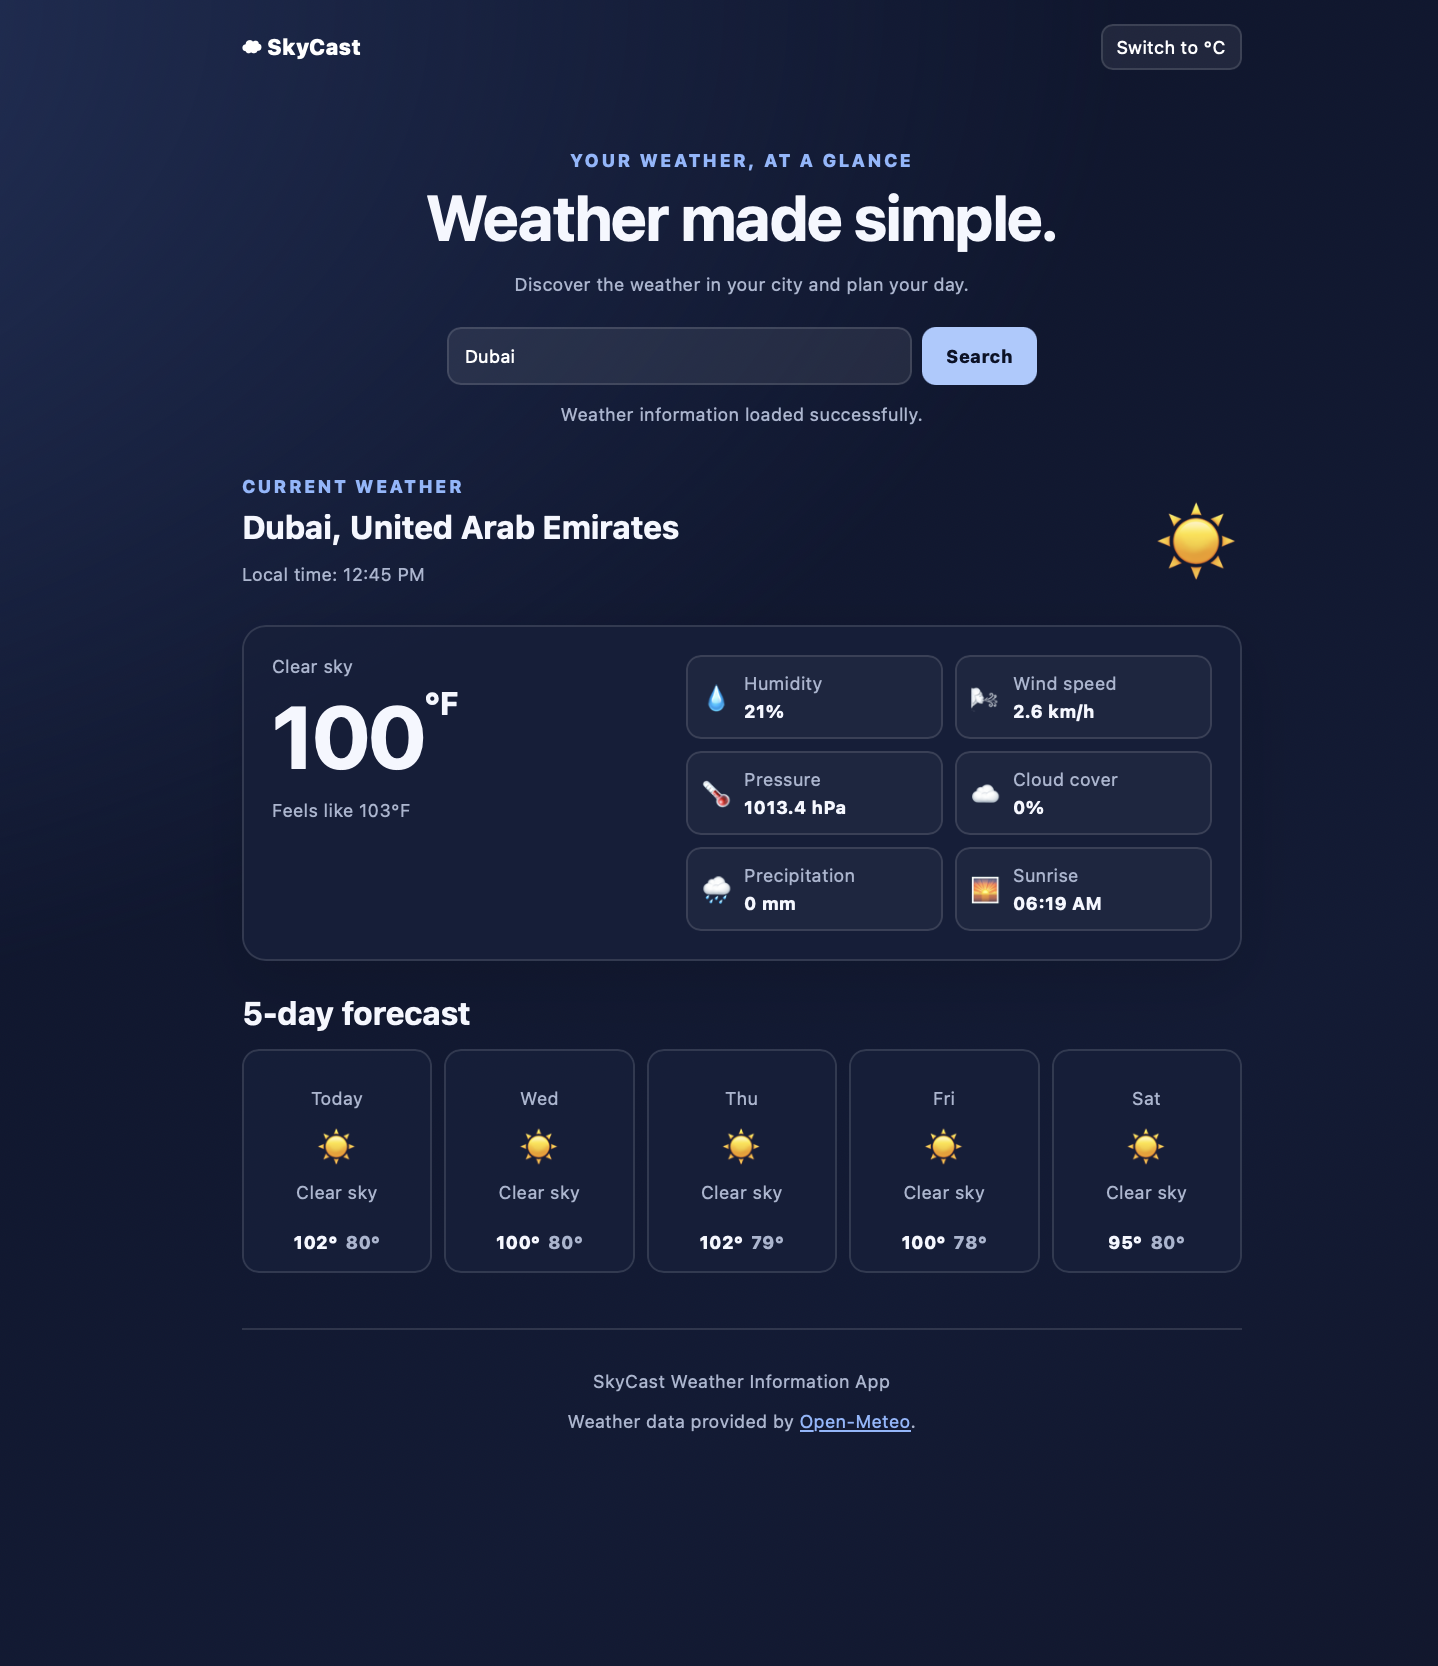 SkyCast
Switch to °C
YOUR WEATHER, AT A GLANCE
Weather made simple.
Discover the weather in your city and plan your day.
Dubai
Search
Weather information loaded successfully.
CURRENT WEATHER
Dubai, United Arab Emirates
Local time: 12:45 PM
Clear sky
100°F
Feels like 103°F
Humidity
21%
Wind speed
2.6 km/h
Pressure
1013.4 hPa
Cloud cover
0%
Precipitation
0 mm
Sunrise
06:19 AM
5-day forecast
Today
Clear sky
102° 80°
Wed
Clear sky
100° 80°
Thu
Clear sky
102° 79°
Fri
Clear sky
100° 78°
Sat
Clear sky
95° 80°
SkyCast Weather Information App
Weather data provided by Open-Meteo.